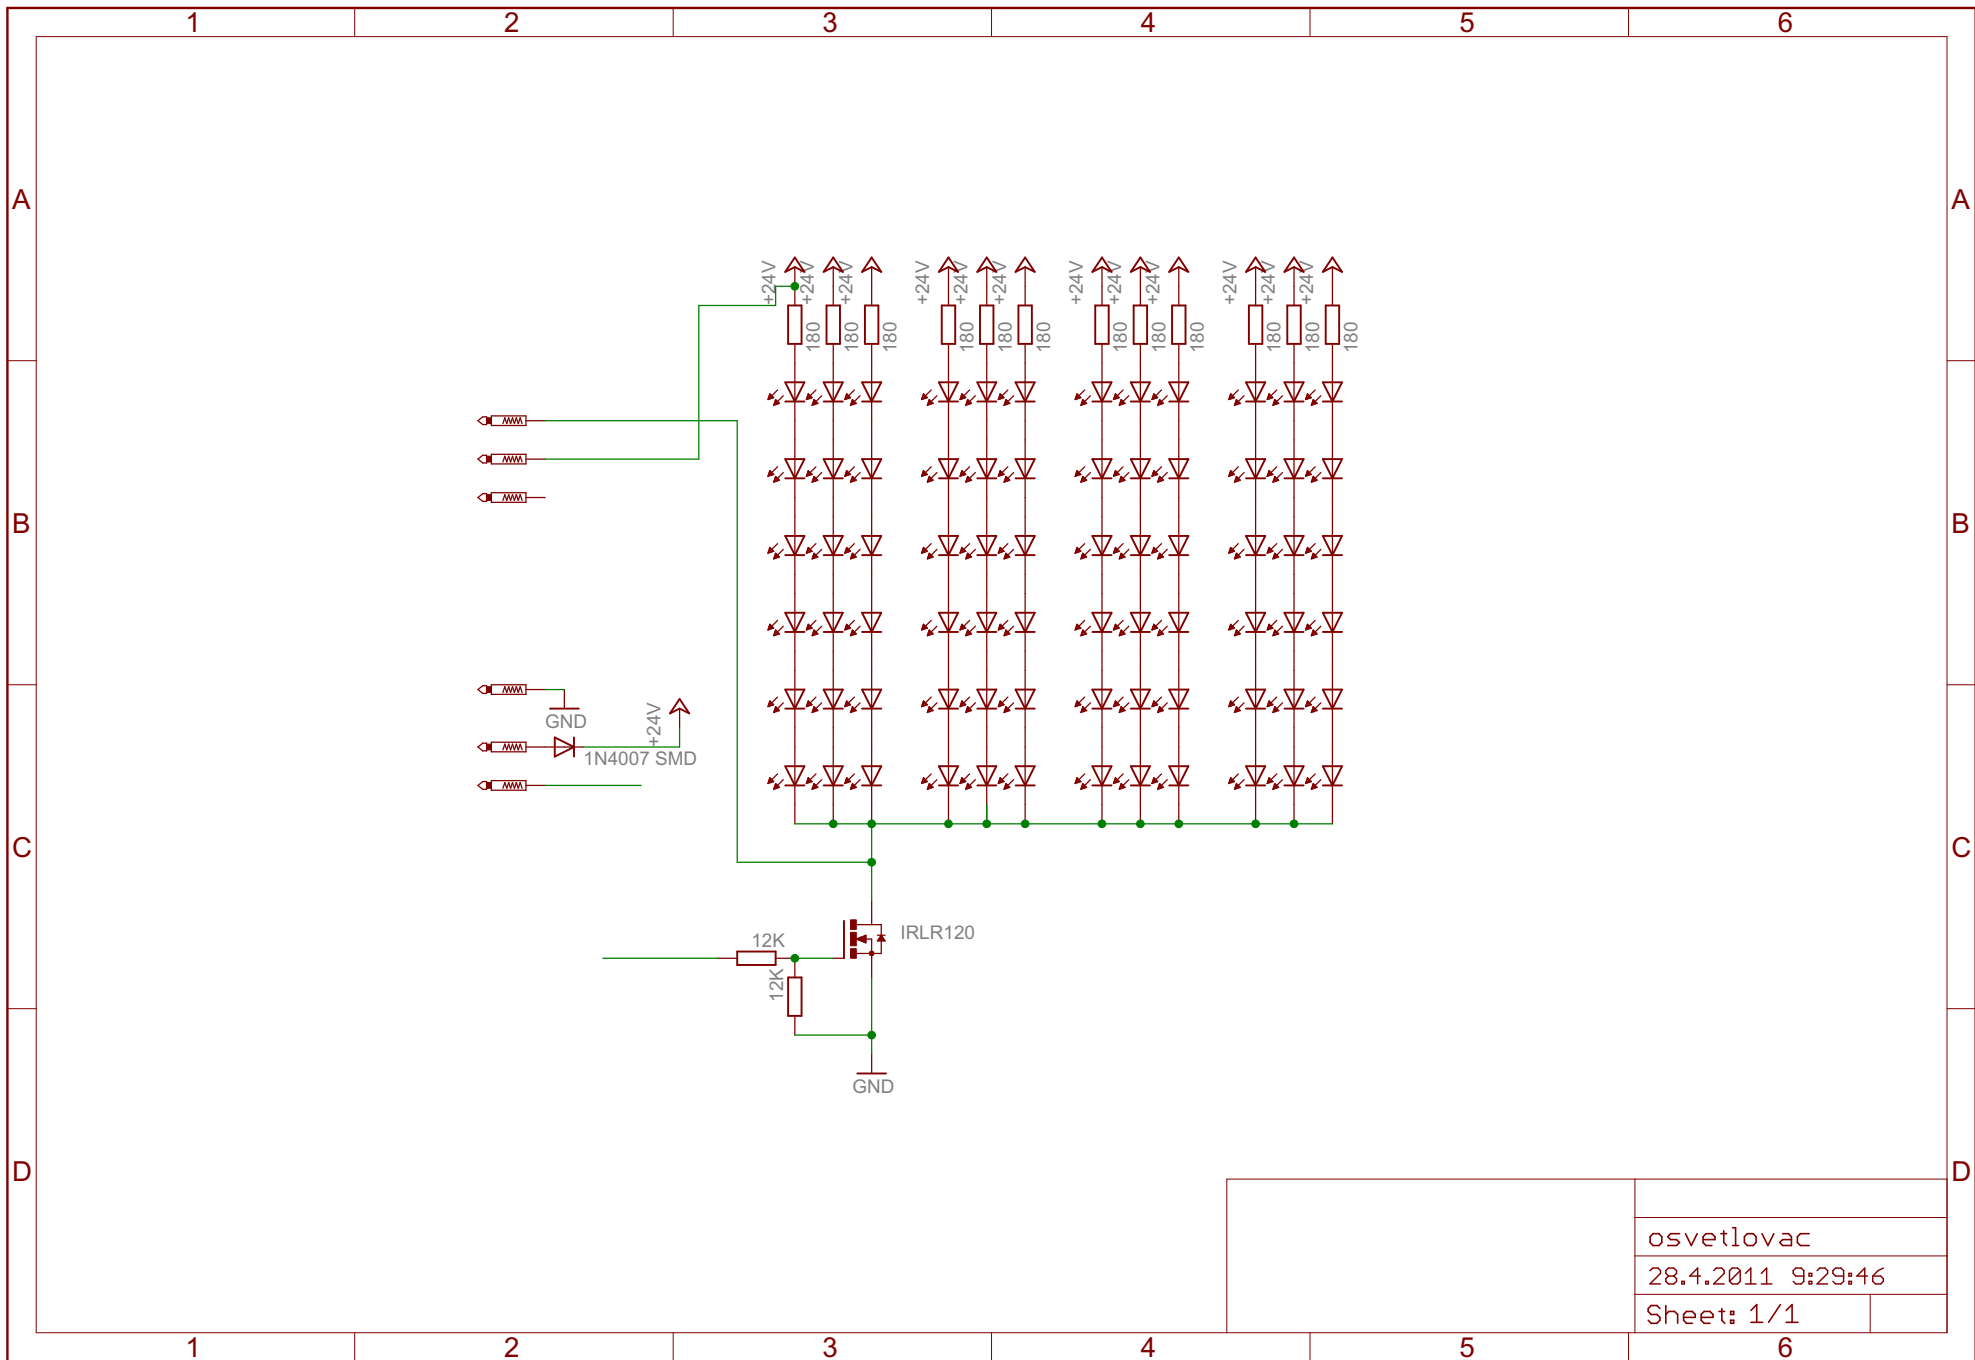 1 2 3 4 5 6
A A
+24V +24V +24V +24V +24V +24V +24V +24V +24V +24V +24V +24V
180 180 180 180 180 180 180 180 180 180 180 180
B B
GND
+24V
1N4007 SMD
C C
IRLR120
12K
12K
GND
D D
osvetlovac
28.4.2011 9:29:46
Sheet: 1/1
1 2 3 4 5 6